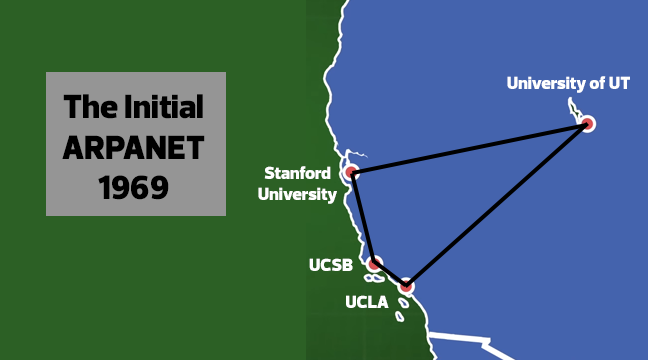 The Initial
ARPANET
1969
University of UT
Stanford
University
UCSB
UCLA